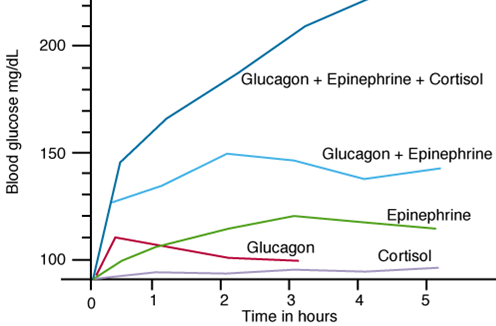 Blood glucose mg/dL
200
150
100
Glucagon + Epinephrine + Cortisol
Glucagon + Epinephrine
Epinephrine
Glucagon
Cortisol
0 1 2 3 4 5
Time in hours